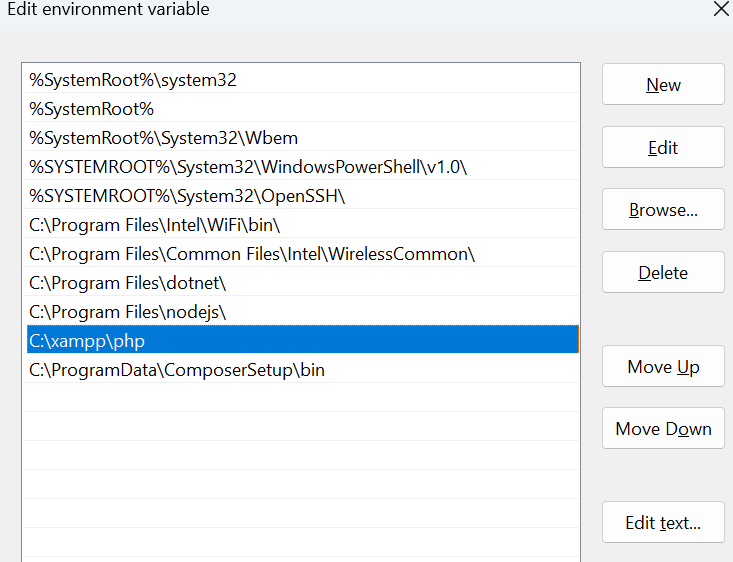 Edit environment variable
%SystemRoot%\system32
%SystemRoot%
%SystemRoot%\System32\Wbem
%SYSTEMROOT%\System32\WindowsPowerShell\v1.0\
%SYSTEMROOT%\System32\OpenSSH\
C:\Program Files\Intel\WiFi\bin\
C:\Program Files\Common Files\Intel\WirelessCommon\
C:\Program Files\dotnet\
C:\Program Files\nodejs\
C:\xampp\php
C:\ProgramData\ComposerSetup\bin
New
Edit
Browse...
Delete
Move Up
Move Down
Edit text...